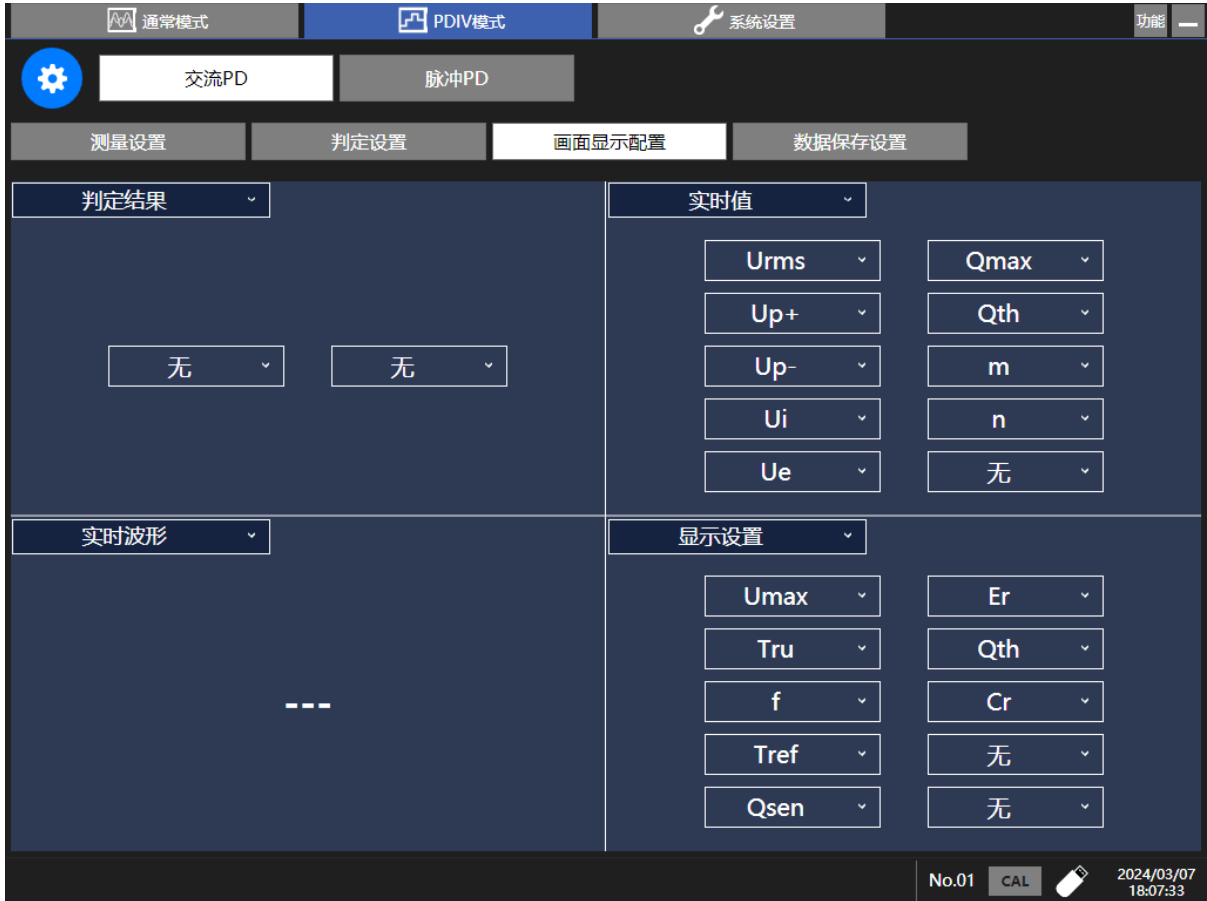 通常模式
PDIV模式
系统设置
功能
交流PD
脉冲PD
测量设置
判定设置
画面显示配置
数据保存设置
判定结果
无
无
实时值
Urms
Qmax
Up+
Qth
Up-
m
Ui
n
Ue
无
实时波形
---
显示设置
Umax
Er
Tru
Qth
f
Cr
Tref
无
Qsen
无
No.01
CAL
2024/03/07
18:07:33